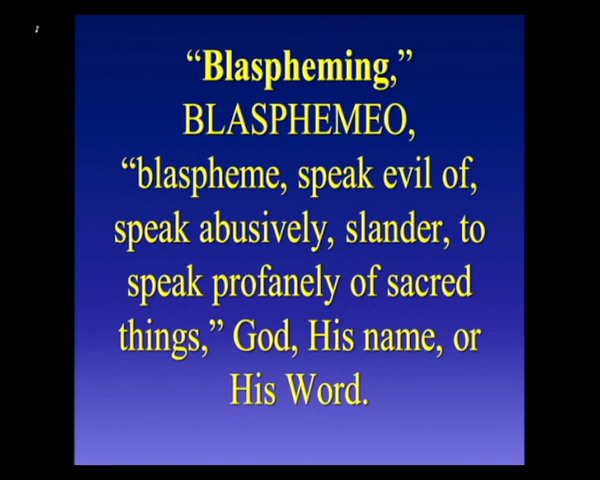 “Blaspheming,”
BLASPHEMEO,
“blaspheme, speak evil of,
speak abusively, slander, to
speak profanely of sacred
things,” God, His name, or
His Word.